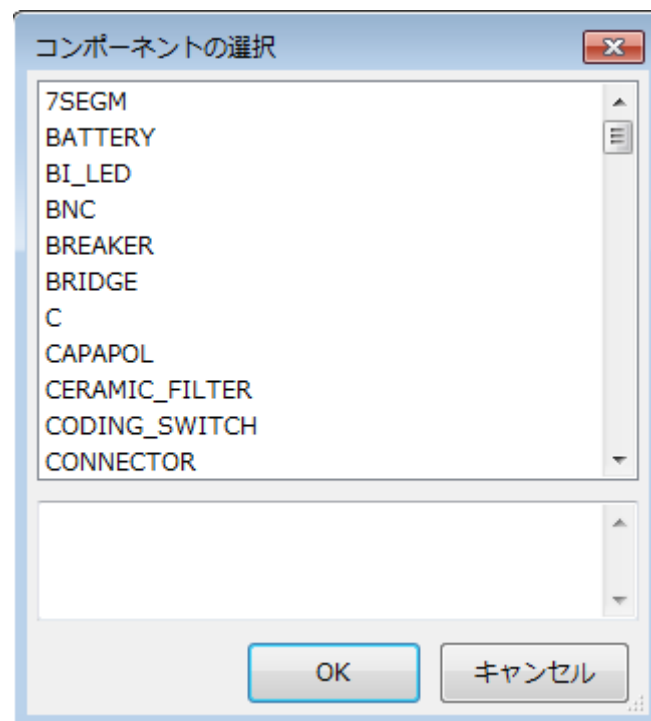 コンポーネントの選択
7SEGM
BATTERY
BI_LED
BNC
BREAKER
BRIDGE
C
CAPAPOL
CERAMIC_FILTER
CODING_SWITCH
CONNECTOR
OK
キャンセル